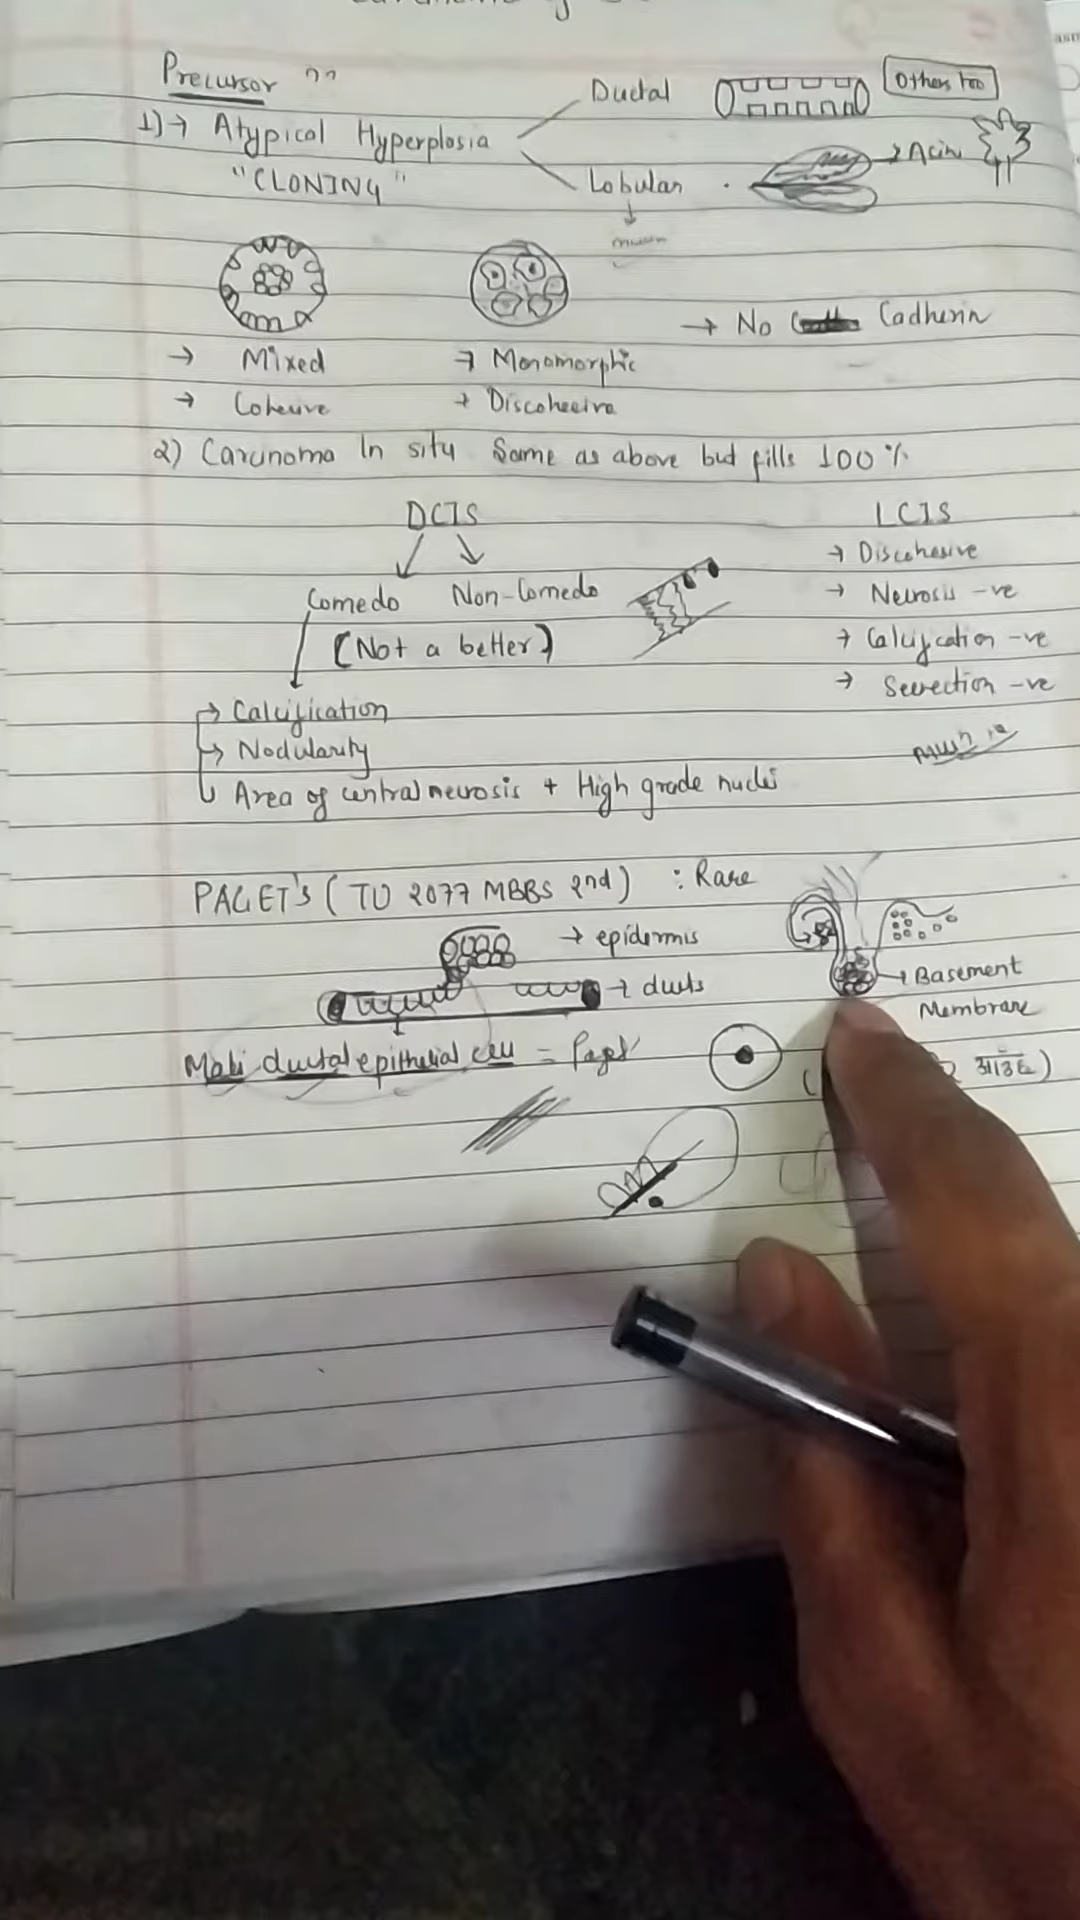 Precursor ??
Ductal
Others too
1) → Atypical Hyperplasia
"CLONING"
Lobular
→ Acini
→ No Cadherin
→ Mixed
→ Monomorphic
→ Cohesive
→ Discohesive
2) Carcinoma In situ Same as above but fills 100%
DCIS
LCIS
Comedo Non-Comedo
(Not a better)
→ Discohesive
→ Necrosis -ve
→ Calcification -ve
→ Secrection -ve
→ Calcification
→ Nodularity
Area of central necrosis + High grade nuclei
PAGET'S (TU 2077 MBBS 2nd) : Rare
→ epidermis
→ ducts
→ Basement
Membrane
Mali ductal epithelial cell = Paget